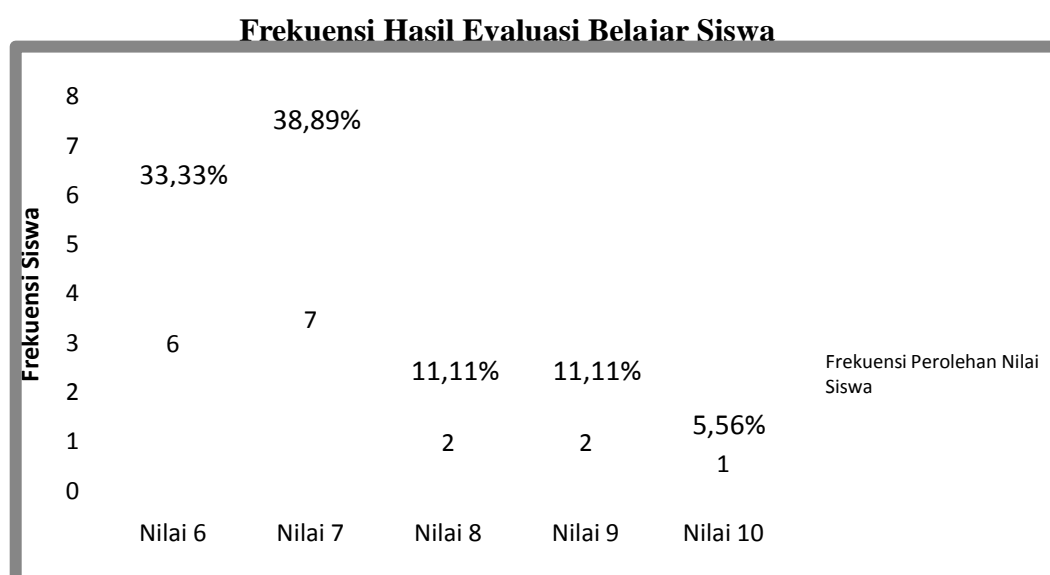 Frekuensi Hasil Evaluasi Belajar Siswa
8
7
6
5
4
3
2
1
0
Frekuensi Siswa
33,33%
38,89%
11,11%
11,11%
5,56%
6
7
2
2
1
Nilai 6
Nilai 7
Nilai 8
Nilai 9
Nilai 10
Frekuensi Perolehan Nilai
Siswa